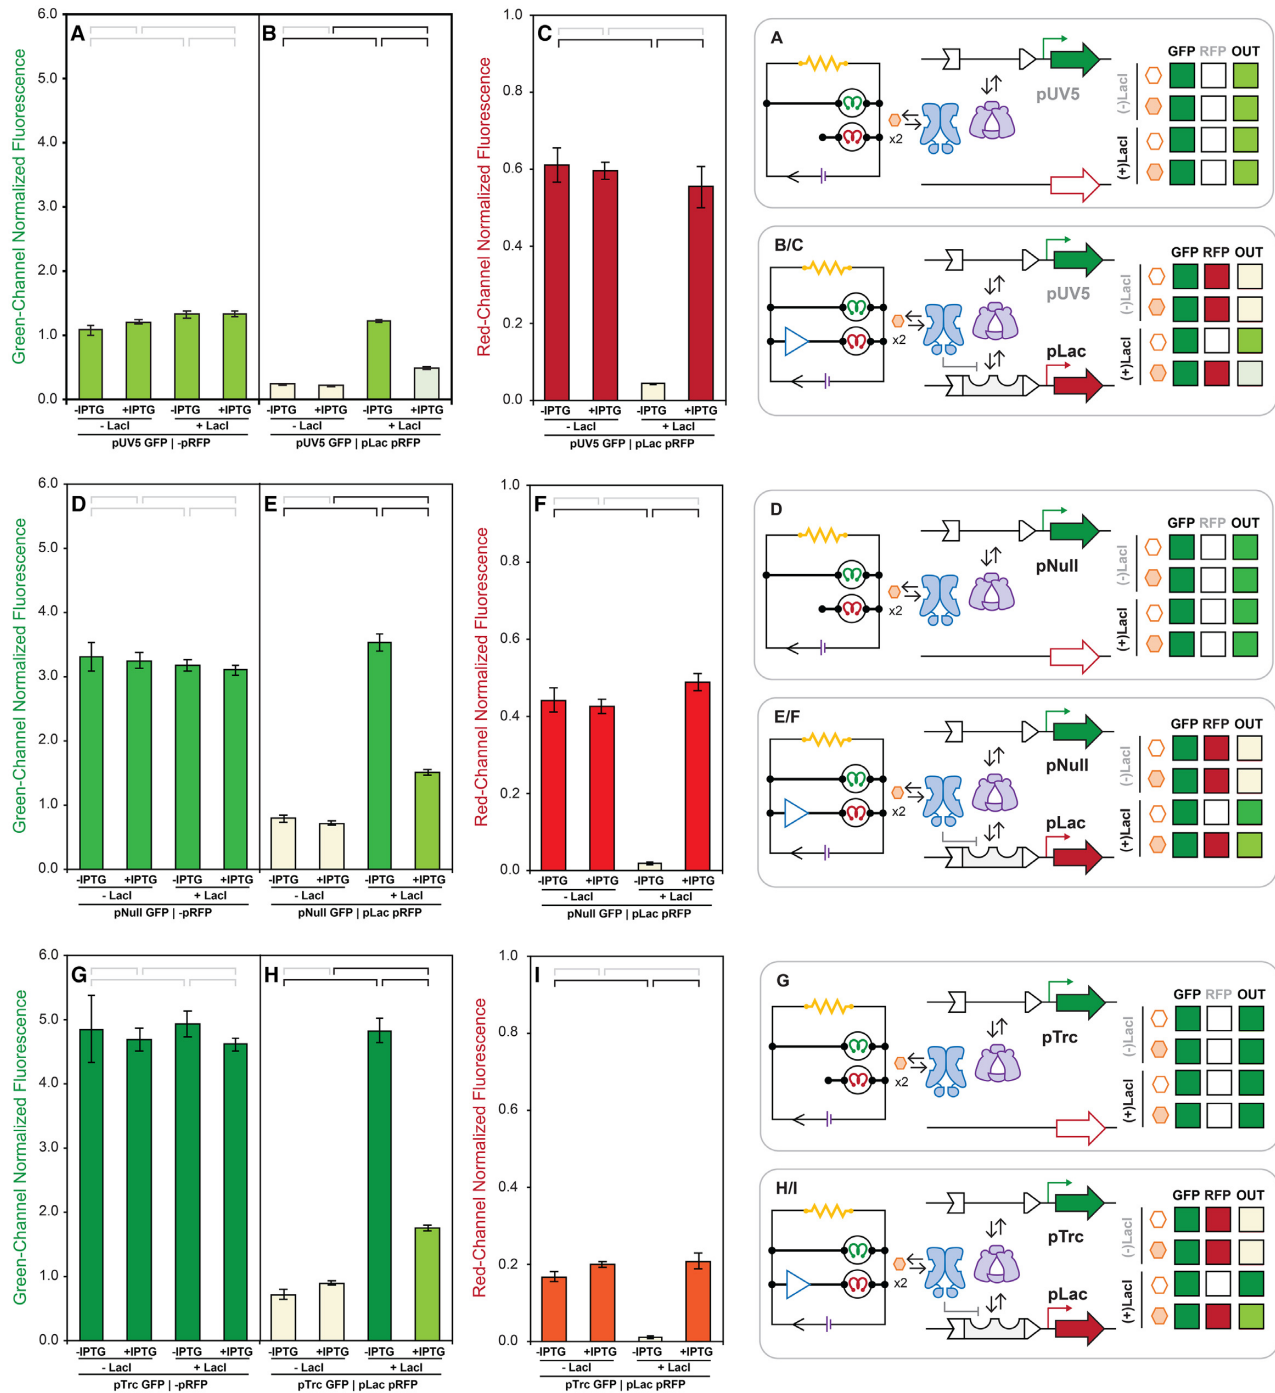 A
B
Green-Channel Normalized Fluorescence
6.0
5.0
4.0
3.0
2.0
1.0
0.0
-IPTG +IPTG -IPTG +IPTG -IPTG +IPTG -IPTG +IPTG
- LacI + LacI - LacI + LacI
pUV5 GFP | -pRFP pUV5 GFP | pLac pRFP
C
Red-Channel Normalized Fluorescence
1.0
0.8
0.6
0.4
0.2
0.0
-IPTG +IPTG -IPTG +IPTG
- LacI + LacI
pUV5 GFP | pLac pRFP
A
GFP RFP OUT
pUV5
x2
(-)LacI
(+)LacI
B/C
GFP RFP OUT
pUV5
x2
pLac
(-)LacI
(+)LacI
D
E
Green-Channel Normalized Fluorescence
6.0
5.0
4.0
3.0
2.0
1.0
0.0
-IPTG +IPTG -IPTG +IPTG -IPTG +IPTG -IPTG +IPTG
- LacI + LacI - LacI + LacI
pNull GFP | -pRFP pNull GFP | pLac pRFP
F
Red-Channel Normalized Fluorescence
1.0
0.8
0.6
0.4
0.2
0.0
-IPTG +IPTG -IPTG +IPTG
- LacI + LacI
pNull GFP | pLac pRFP
D
GFP RFP OUT
pNull
x2
(-)LacI
(+)LacI
E/F
GFP RFP OUT
pNull
x2
pLac
(-)LacI
(+)LacI
G
H
Green-Channel Normalized Fluorescence
6.0
5.0
4.0
3.0
2.0
1.0
0.0
-IPTG +IPTG -IPTG +IPTG -IPTG +IPTG -IPTG +IPTG
- LacI + LacI - LacI + LacI
pTrc GFP | -pRFP pTrc GFP | pLac pRFP
I
Red-Channel Normalized Fluorescence
1.0
0.8
0.6
0.4
0.2
0.0
-IPTG +IPTG -IPTG +IPTG
- LacI + LacI
pTrc GFP | pLac pRFP
G
GFP RFP OUT
pTrc
x2
(-)LacI
(+)LacI
H/I
GFP RFP OUT
pTrc
x2
pLac
(-)LacI
(+)LacI